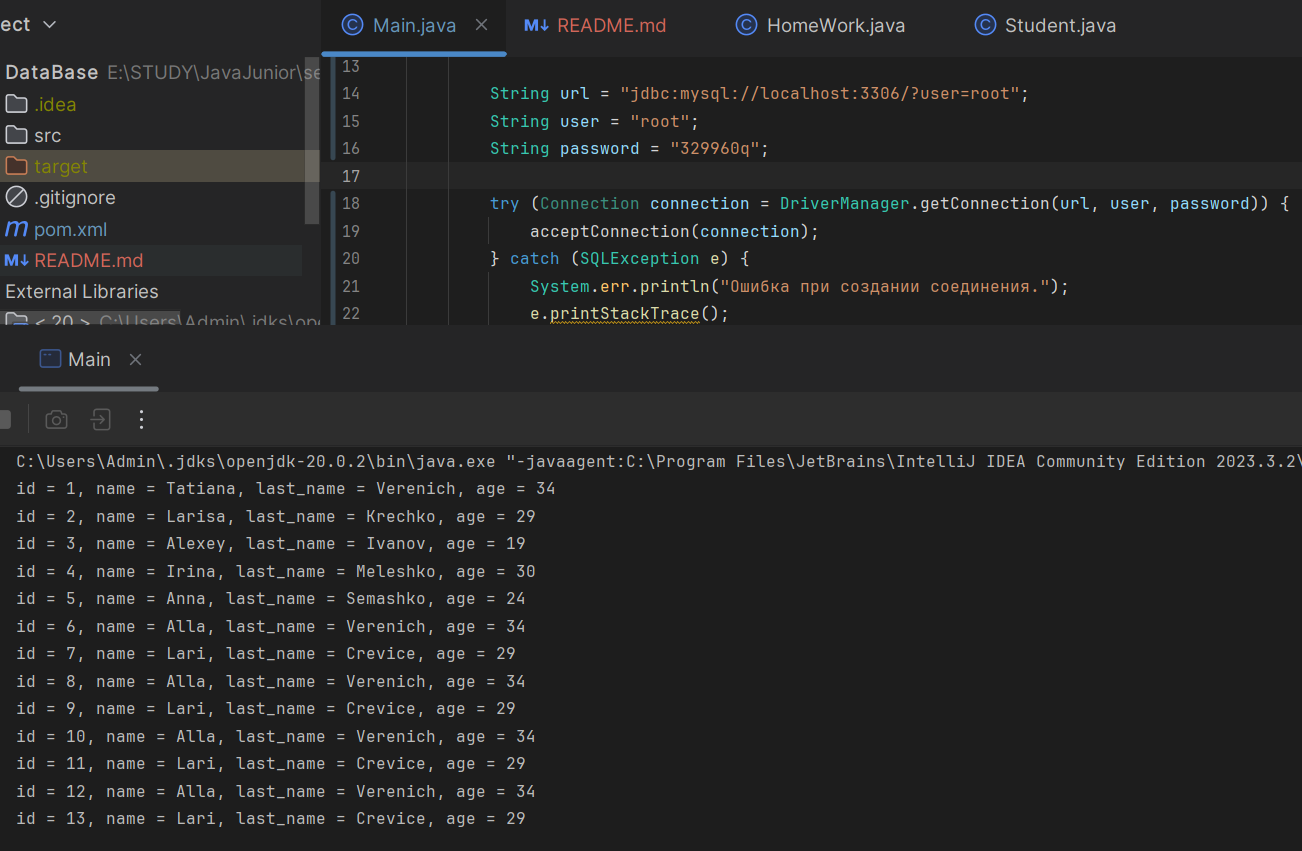 ect
Main.java
README.md
HomeWork.java
Student.java
DataBase E:\STUDY\JavaJunior\se
.idea
src
target
.gitignore
pom.xml
README.md
External Libraries
< 20 > C:\Users\Admin\.jdks\ope
13
14 String url = "jdbc:mysql://localhost:3306/?user=root";
15 String user = "root";
16 String password = "329960q";
17
18 try (Connection connection = DriverManager.getConnection(url, user, password)) {
19 acceptConnection(connection);
20 } catch (SQLException e) {
21 System.err.println("Ошибка при создании соединения.");
22 e.printStackTrace();
Main
C:\Users\Admin\.jdks\openjdk-20.0.2\bin\java.exe "-javaagent:C:\Program Files\JetBrains\IntelliJ IDEA Community Edition 2023.3.2\
id = 1, name = Tatiana, last_name = Verenich, age = 34
id = 2, name = Larisa, last_name = Krechko, age = 29
id = 3, name = Alexey, last_name = Ivanov, age = 19
id = 4, name = Irina, last_name = Meleshko, age = 30
id = 5, name = Anna, last_name = Semashko, age = 24
id = 6, name = Alla, last_name = Verenich, age = 34
id = 7, name = Lari, last_name = Crevice, age = 29
id = 8, name = Alla, last_name = Verenich, age = 34
id = 9, name = Lari, last_name = Crevice, age = 29
id = 10, name = Alla, last_name = Verenich, age = 34
id = 11, name = Lari, last_name = Crevice, age = 29
id = 12, name = Alla, last_name = Verenich, age = 34
id = 13, name = Lari, last_name = Crevice, age = 29